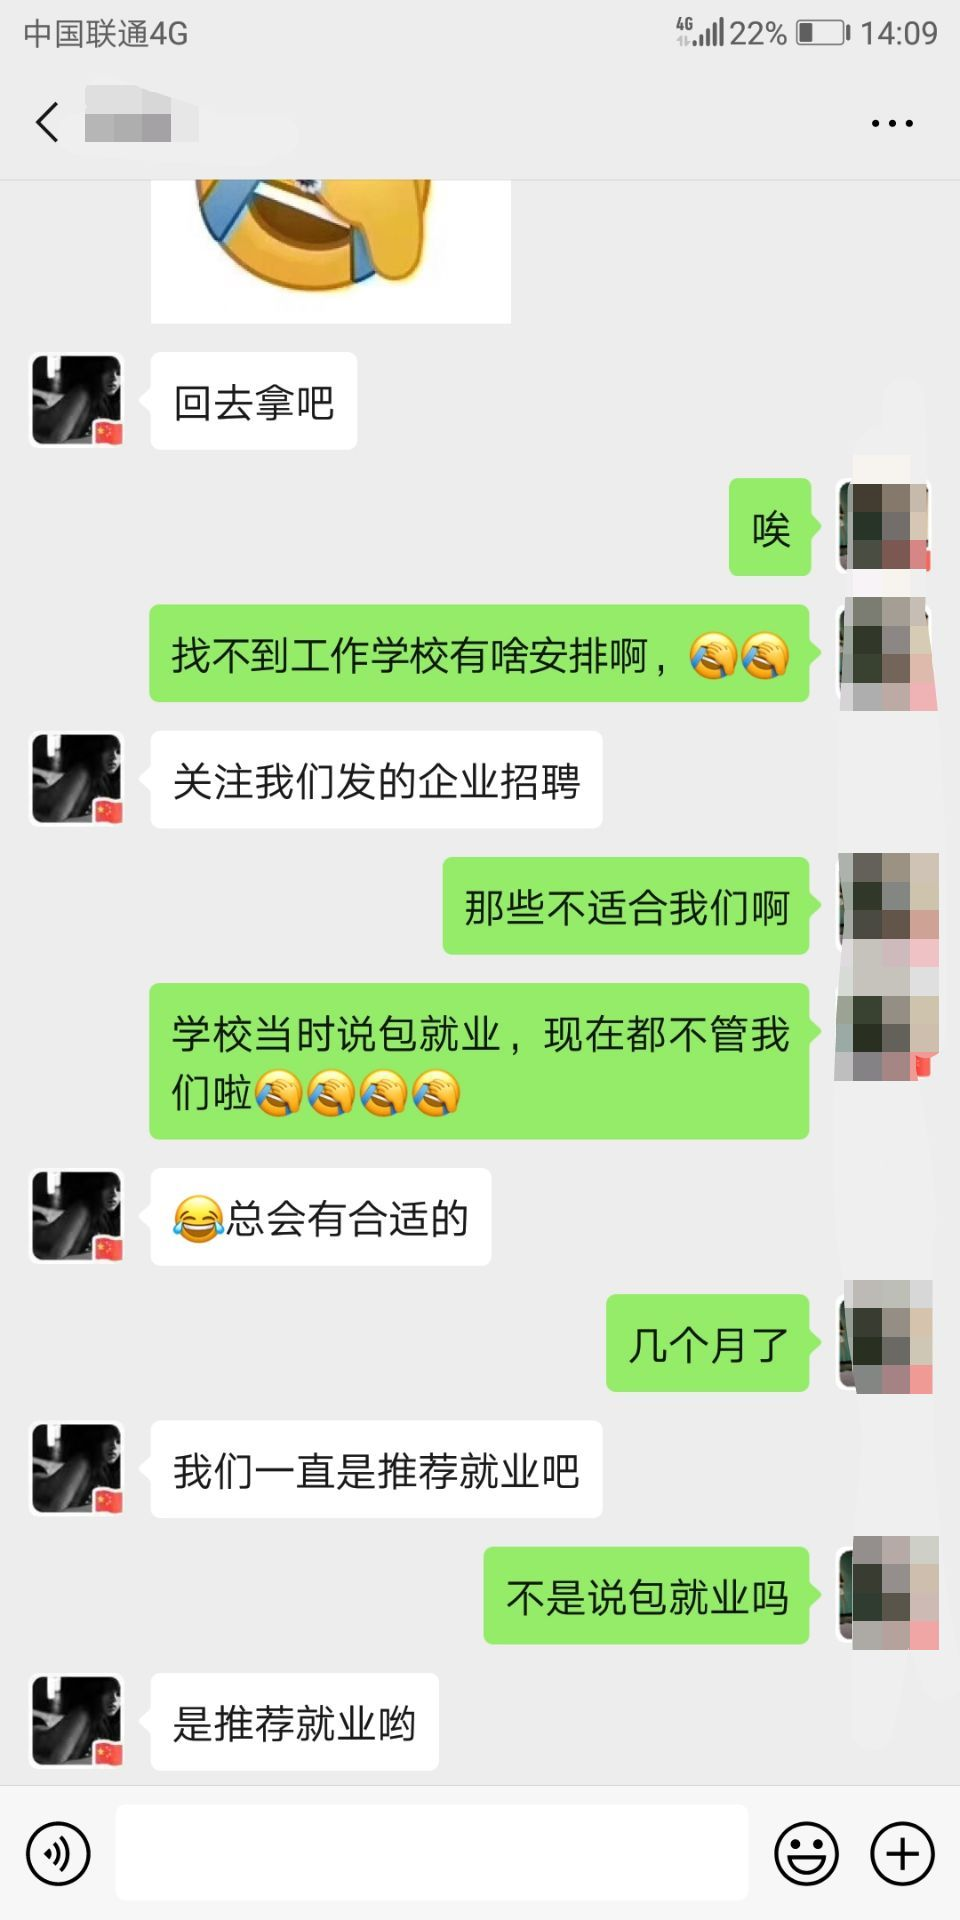 中国联通4G 4G 22% 14:09
回去拿吧
唉
找不到工作学校有啥安排啊，🤦🤦
关注我们发的企业招聘
那些不适合我们啊
学校当时说包就业，现在都不管我
们啦🤦🤦🤦🤦
😂总会有合适的
几个月了
我们一直是推荐就业吧
不是说包就业吗
是推荐就业哟